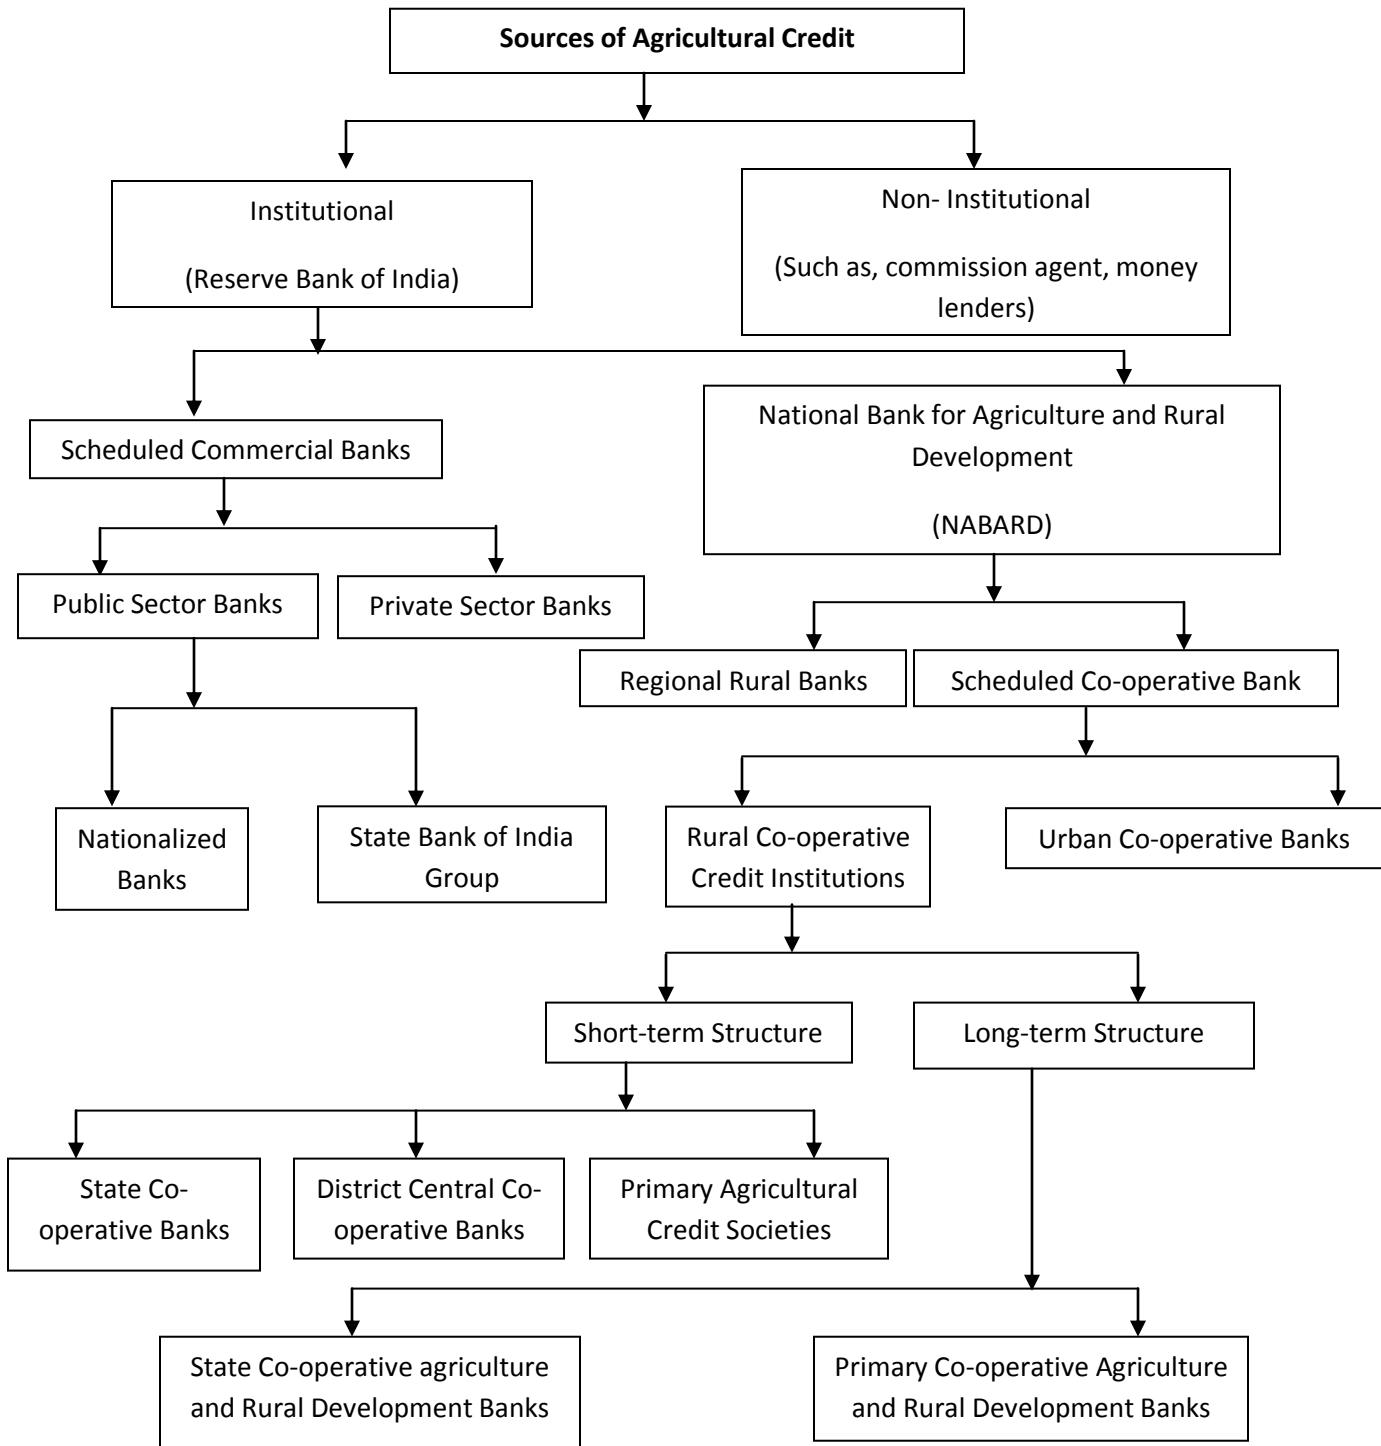 Sources of Agricultural Credit
Institutional
(Reserve Bank of India)
Non- Institutional
(Such as, commission agent, money
lenders)
Scheduled Commercial Banks
National Bank for Agriculture and Rural
Development
(NABARD)
Public Sector Banks
Private Sector Banks
Regional Rural Banks
Scheduled Co-operative Bank
Nationalized
Banks
State Bank of India
Group
Rural Co-operative
Credit Institutions
Urban Co-operative Banks
Short-term Structure
Long-term Structure
State Co-
operative Banks
District Central Co-
operative Banks
Primary Agricultural
Credit Societies
State Co-operative agriculture
and Rural Development Banks
Primary Co-operative Agriculture
and Rural Development Banks